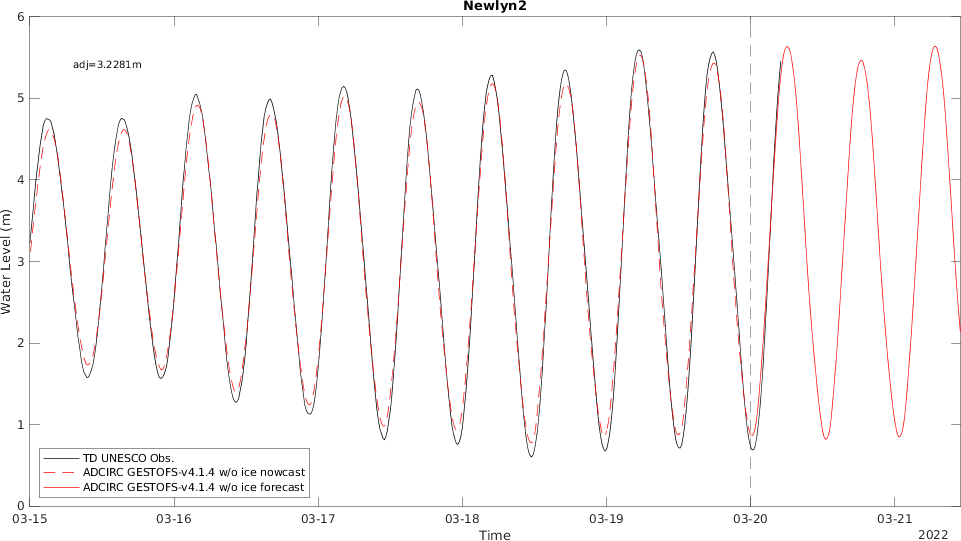 Newlyn2
6
5
4
3
2
1
0
Water Level (m)
adj=3.2281m
TD UNESCO Obs.
ADCIRC GESTOFS-v4.1.4 w/o ice nowcast
ADCIRC GESTOFS-v4.1.4 w/o ice forecast
03-15 03-16 03-17 03-18 03-19 03-20 03-21
Time
2022